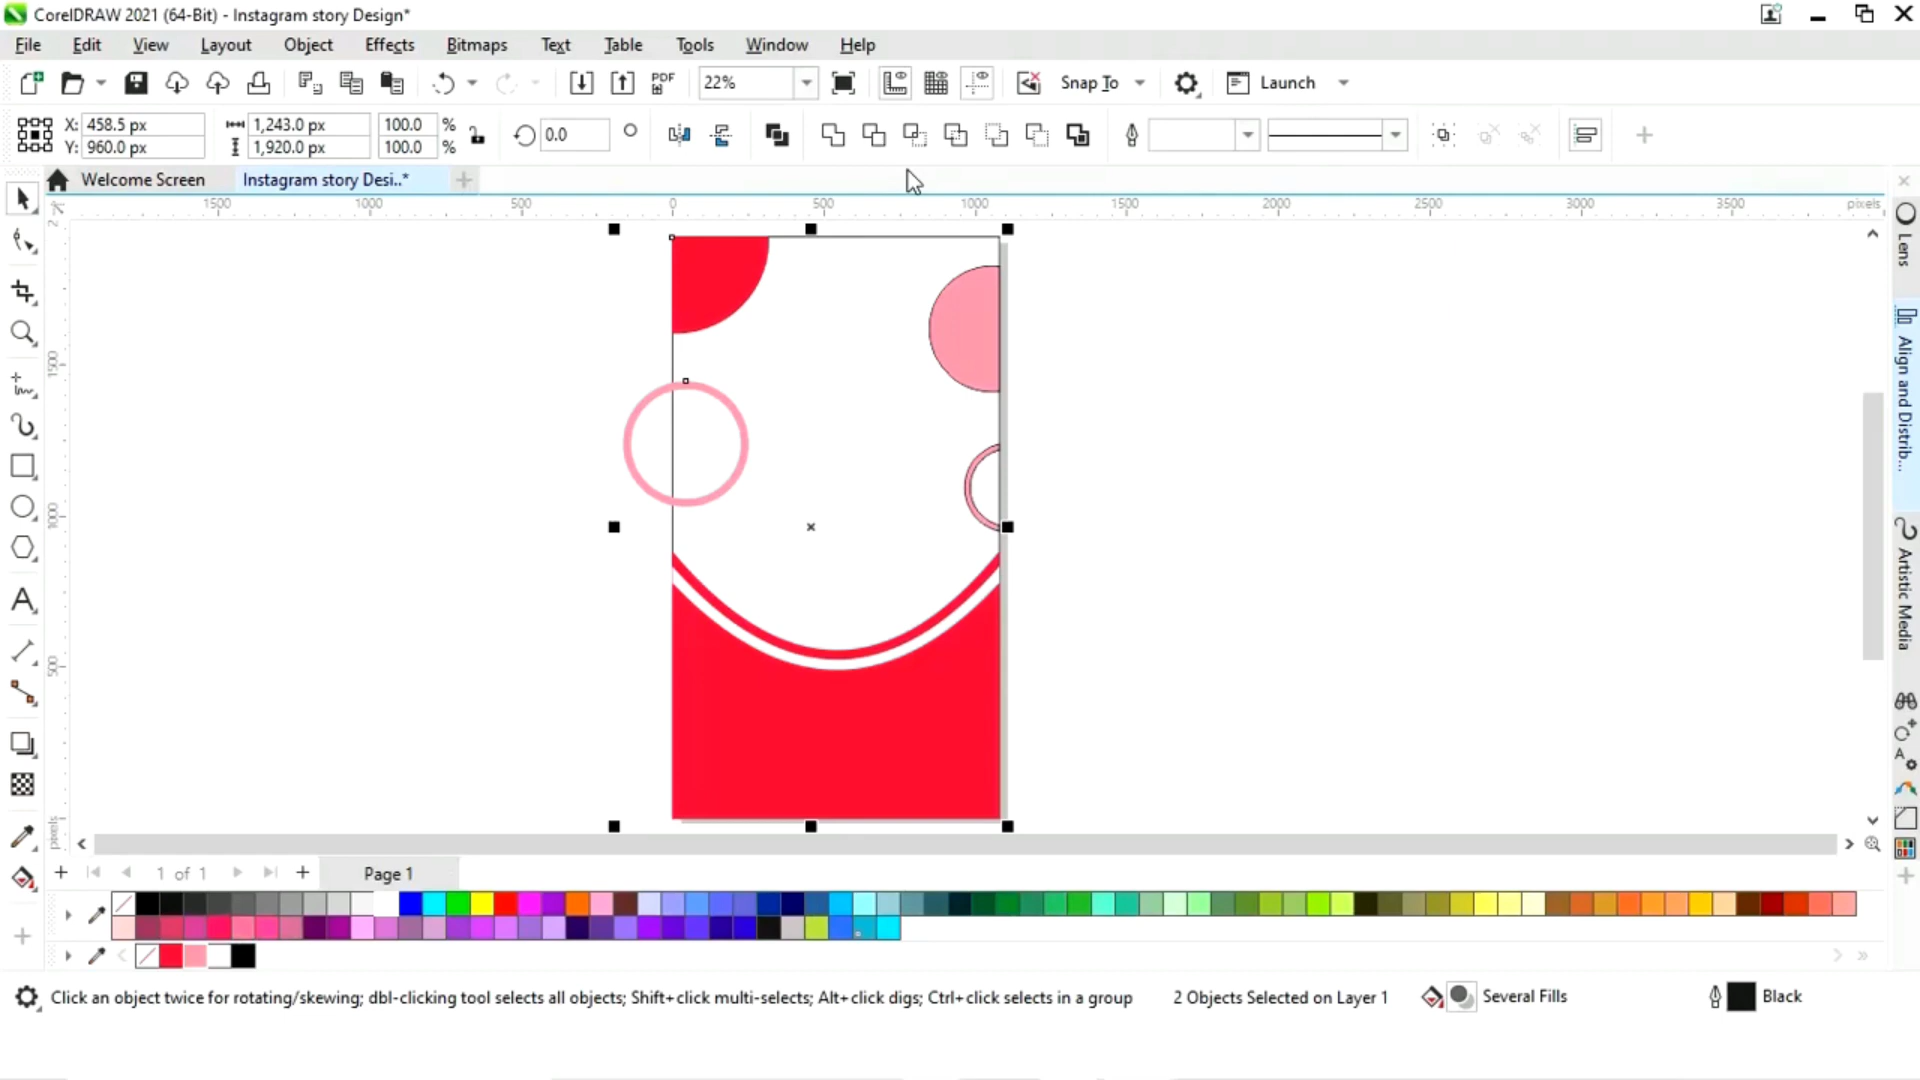 CorelDRAW 2021 (64-Bit) - Instagram story Design*
File Edit View Layout Object Effects Bitmaps Text Table Tools Window Help
PDF 22% Snap To Launch
X: 458.5 px 1,243.0 px 100.0 % 0.0
Y: 960.0 px 1,920.0 px 100.0 %
Welcome Screen Instagram story Desi..*
1500 1000 500 0 500 1000 1500 2000 2500 3000 3500 pixels
1500
1000
500
pixels
Lens
Align and Distrib...
Artistic Media
1 of 1 Page 1
Click an object twice for rotating/skewing; dbl-clicking tool selects all objects; Shift+click multi-selects; Alt+click digs; Ctrl+click selects in a group 2 Objects Selected on Layer 1 Several Fills Black